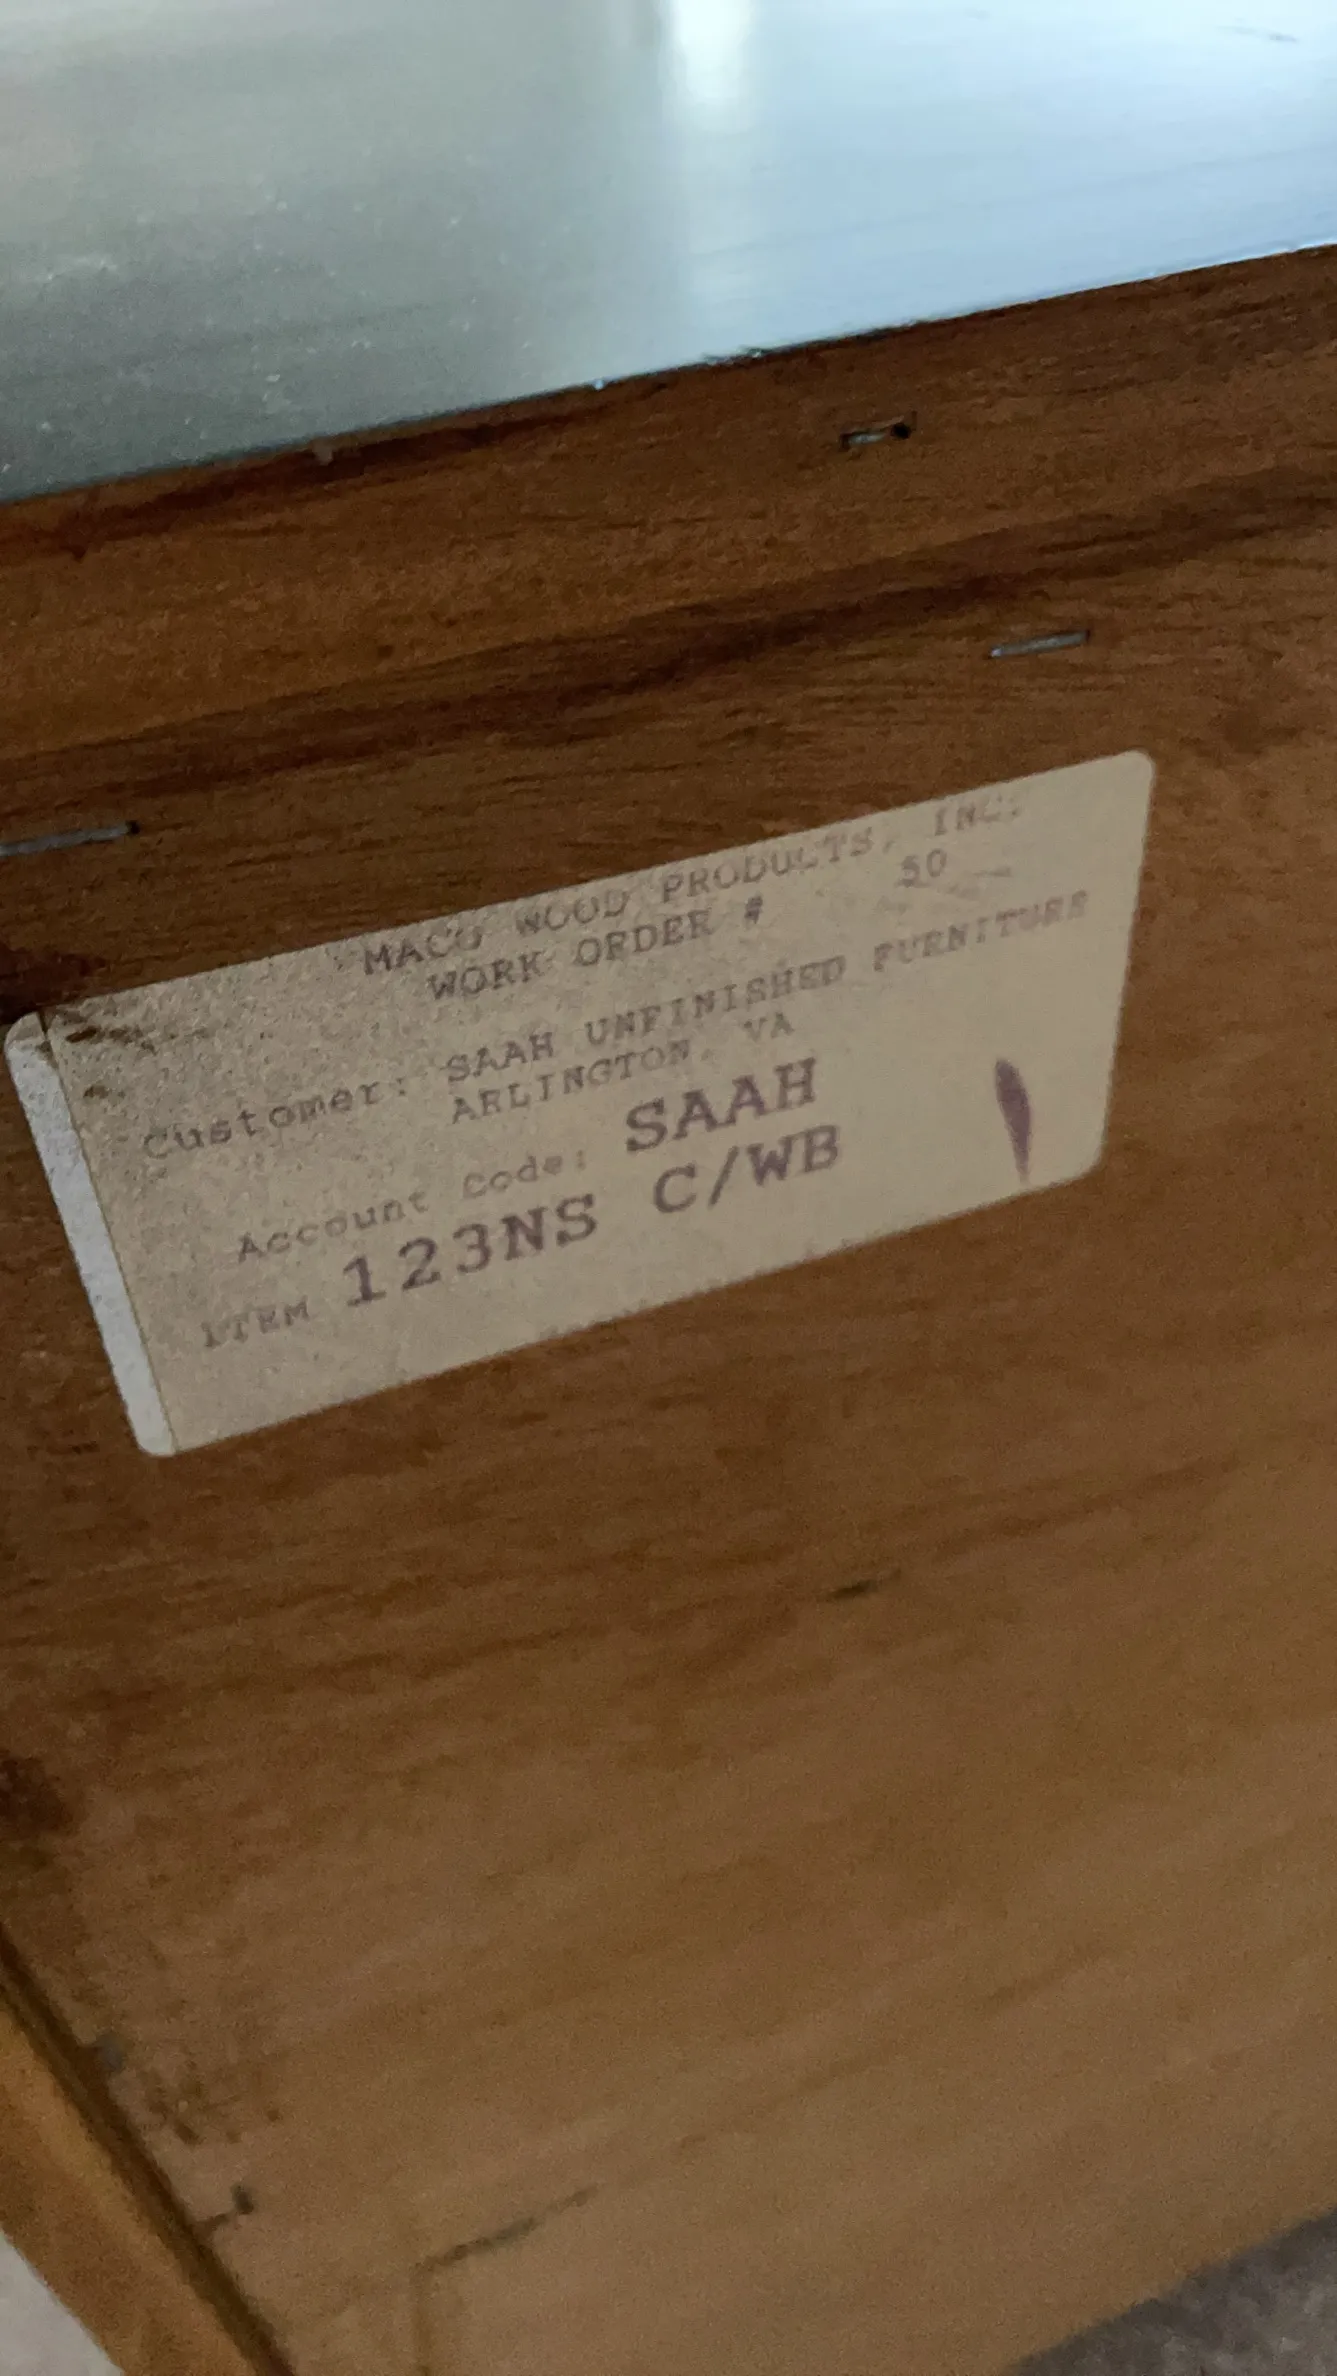 MACO WOOD PRODUCTS, INC.
WORK ORDER # 50
Customer: SAAH UNFINISHED FURNITURE
ARLINGTON, VA
Account Code: SAAH
ITEM 123NS C/WB